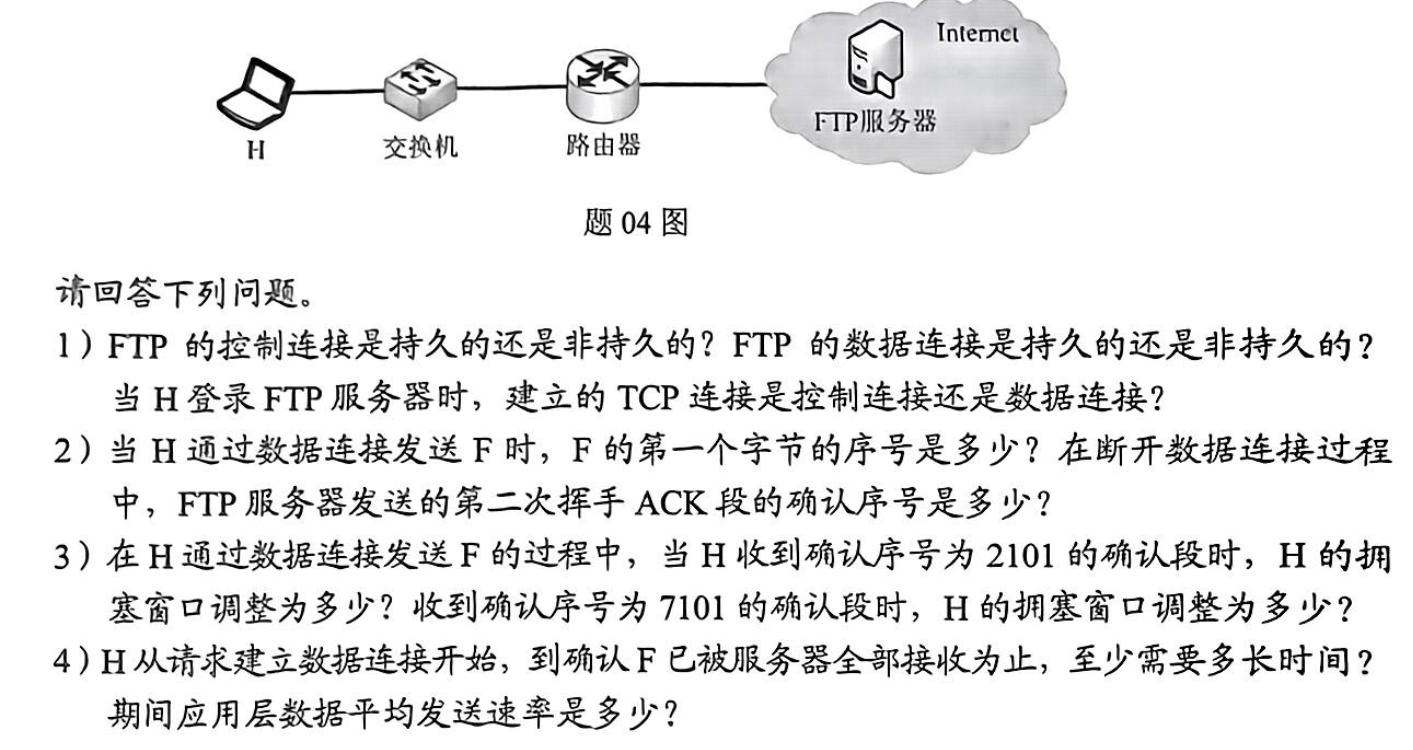 Internet
FTP服务器
H
交换机
路由器
题 04 图
请回答下列问题。
1）FTP 的控制连接是持久的还是非持久的？FTP 的数据连接是持久的还是非持久的？
当 H 登录 FTP 服务器时，建立的 TCP 连接是控制连接还是数据连接？
2）当 H 通过数据连接发送 F 时，F 的第一个字节的序号是多少？在断开数据连接过程
中，FTP 服务器发送的第二次挥手 ACK 段的确认序号是多少？
3）在 H 通过数据连接发送 F 的过程中，当 H 收到确认序号为 2101 的确认段时，H 的拥
塞窗口调整为多少？收到确认序号为 7101 的确认段时，H 的拥塞窗口调整为多少？
4）H 从请求建立数据连接开始，到确认 F 已被服务器全部接收为止，至少需要多长时间？
期间应用层数据平均发送速率是多少？